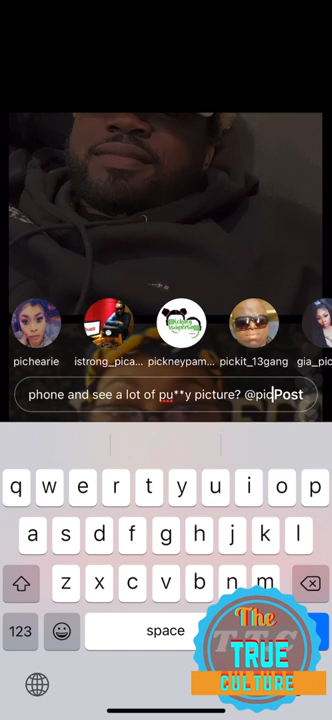 pichearie istrong_pica... pickneypam... pickit_13gang gia_pic
phone and see a lot of pu**y picture? @pic Post
q w e r t y u i o p
a s d f g h j k l
z x c v b n m
123 space
The
TRUE
CULTURE